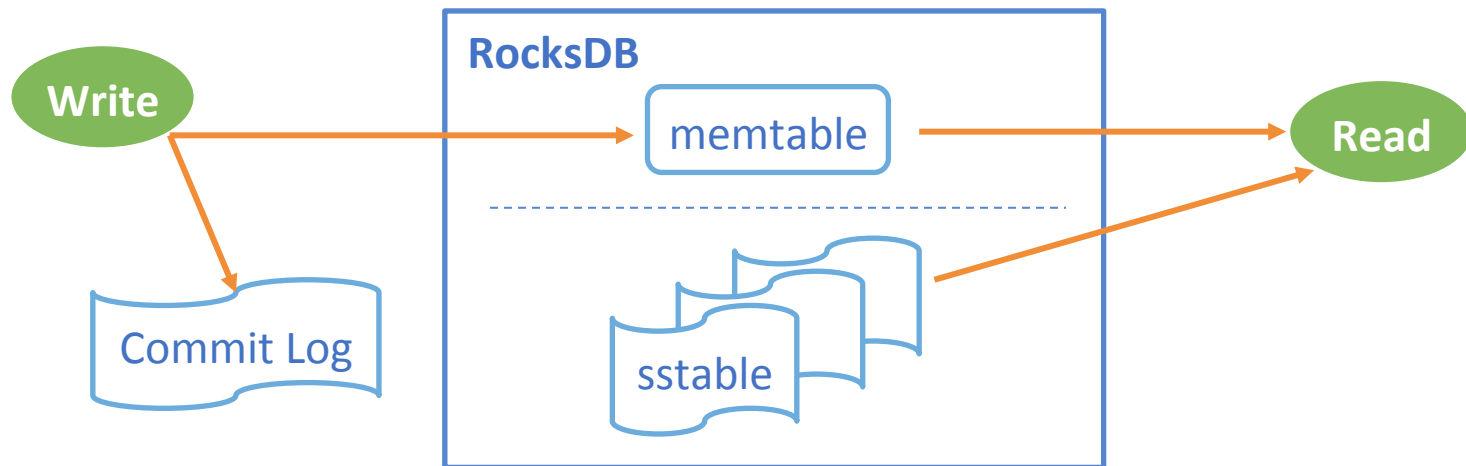 RocksDB
Write
memtable
Read
Commit Log
sstable